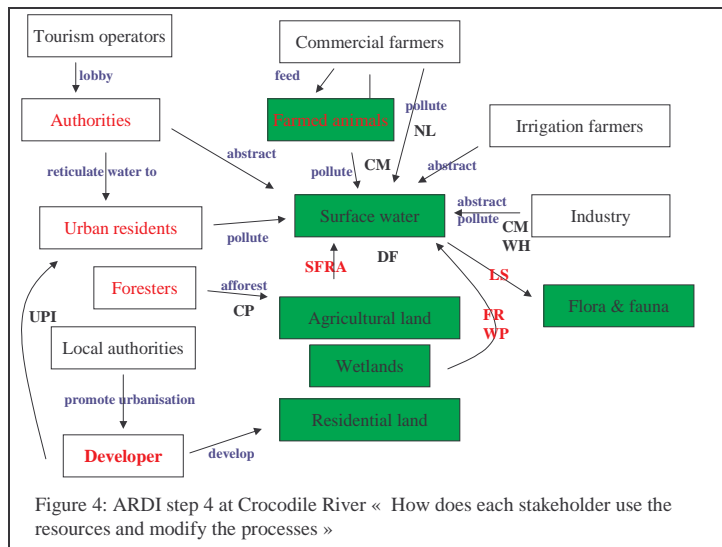 Tourism operators
Commercial farmers
lobby
feed
Authorities
Farmed animals
pollute
NL
Irrigation farmers
abstract
pollute
CM
abstract
reticulate water to
Urban residents
pollute
Surface water
abstract
pollute
CM
WH
Industry
SFRA
DF
LS
Foresters
afforest
CP
UPI
Agricultural land
FR
WP
Flora & fauna
Local authorities
Wetlands
promote urbanisation
Residential land
Developer
develop
Figure 4: ARDI step 4 at Crocodile River « How does each stakeholder use the
resources and modify the processes »